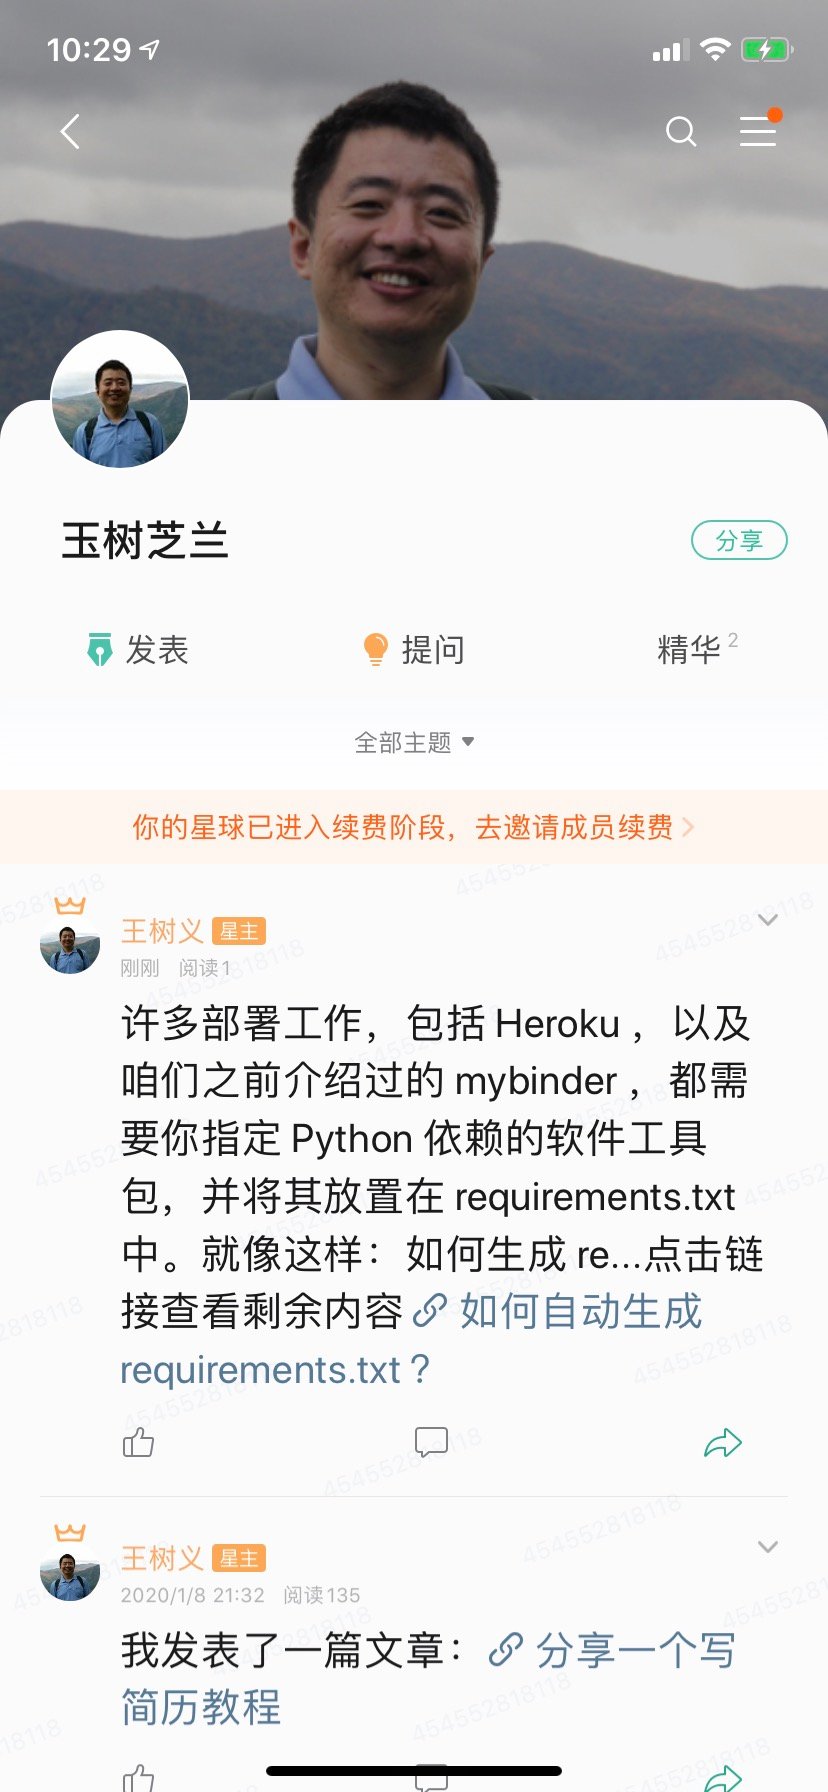 10:29
玉树芝兰
分享
发表
提问
精华 2
全部主题
你的星球已进入续费阶段，去邀请成员续费
王树义 星主
刚刚 阅读1
许多部署工作，包括 Heroku ，以及
咱们之前介绍过的 mybinder ，都需
要你指定 Python 依赖的软件工具
包，并将其放置在 requirements.txt
中。就像这样：如何生成 re...点击链
接查看剩余内容 如何自动生成
requirements.txt ?
王树义 星主
2020/1/8 21:32 阅读135
我发表了一篇文章： 分享一个写
简历教程
454552818118